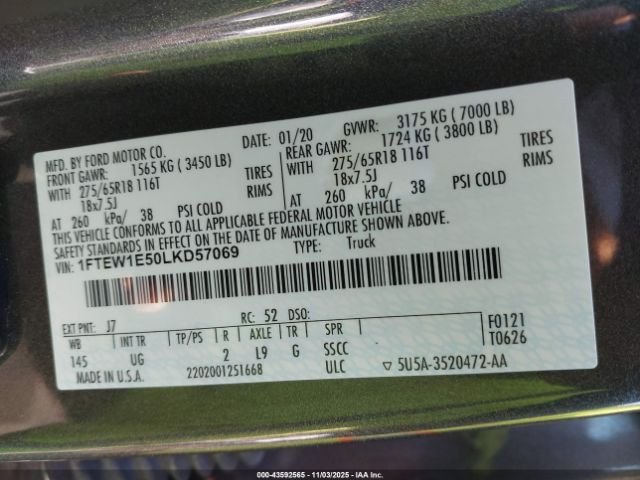 MFD. BY FORD MOTOR CO.
DATE: 01/20 GVWR: 3175 KG ( 7000 LB)
FRONT GAWR: 1565 KG ( 3450 LB) REAR GAWR: 1724 KG ( 3800 LB)
WITH 275/65R18 116T TIRES WITH 275/65R18 116T TIRES
18x7.5J RIMS 18x7.5J RIMS
AT 260 kPa/ 38 PSI COLD AT 260 kPa/ 38 PSI COLD
THIS VEHICLE CONFORMS TO ALL APPLICABLE FEDERAL MOTOR VEHICLE
SAFETY STANDARDS IN EFFECT ON THE DATE OF MANUFACTURE SHOWN ABOVE.
VIN: 1FTEW1E50LKD57069 TYPE: Truck
EXT PNT: J7 RC: 52 DSO: F0121
WB INT TR TP/PS R AXLE TR SPR T0626
145 UG 2 L9 G SSCC
MADE IN U.S.A. 2202001251668 ULC ▽ 5U5A-3520472-AA
000-43592565 - 11/03/2025 - IAAC, Inc.